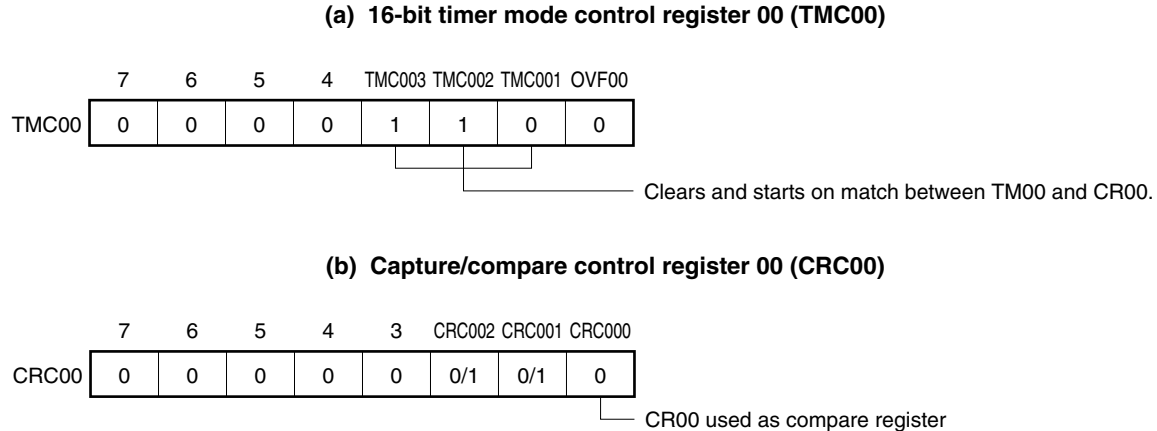 (a) 16-bit timer mode control register 00 (TMC00)
7 6 5 4 TMC003 TMC002 TMC001 OVF00
TMC00 0 0 0 0 1 1 0 0
Clears and starts on match between TM00 and CR00.
(b) Capture/compare control register 00 (CRC00)
7 6 5 4 3 CRC002 CRC001 CRC000
CRC00 0 0 0 0 0 0/1 0/1 0
CR00 used as compare register